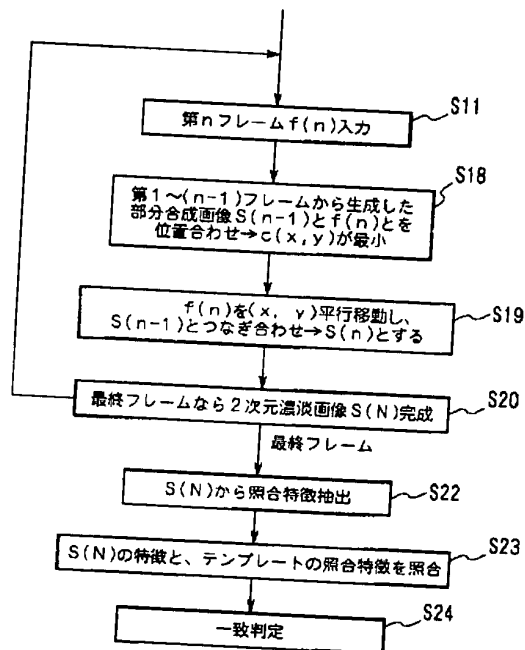 第nフレームf(n)入力
S11
第1～(n-1)フレームから生成した
部分合成画像S(n-1)とf(n)とを
位置合わせ→c(x,y)が最小
S18
f(n)を(x, y)平行移動し、
S(n-1)とつなぎ合わせ→S(n)とする
S19
最終フレームなら2次元濃淡画像S(N)完成
S20
最終フレーム
S(N)から照合特徴抽出
S22
S(N)の特徴と、テンプレートの照合特徴を照合
S23
一致判定
S24